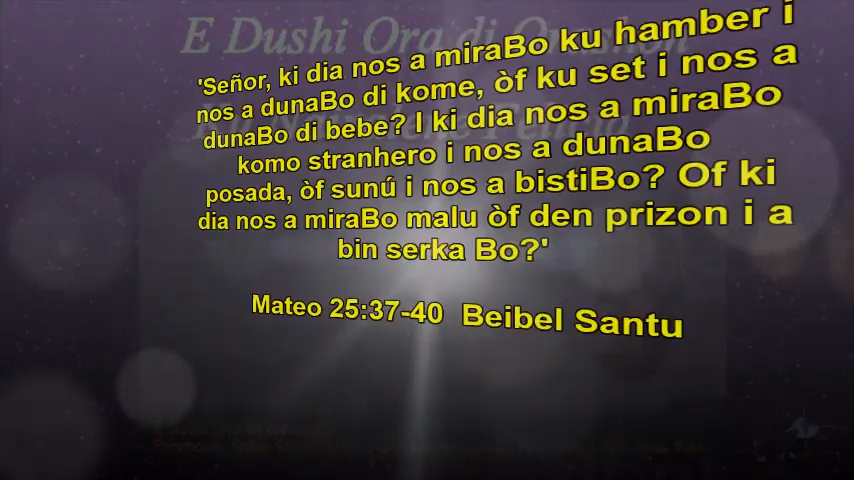 E Dushi Ora di
'Señor, ki dia nos a miraBo ku hamber i
nos a dunaBo di kome, òf ku set i nos a
dunaBo di bebe? I ki dia nos a miraBo
komo stranhero i nos a dunaBo
posada, òf sunú i nos a bistiBo? Of ki
dia nos a miraBo malu òf den prizon i a
bin serka Bo?'
Mateo 25:37-40 Beibel Santu